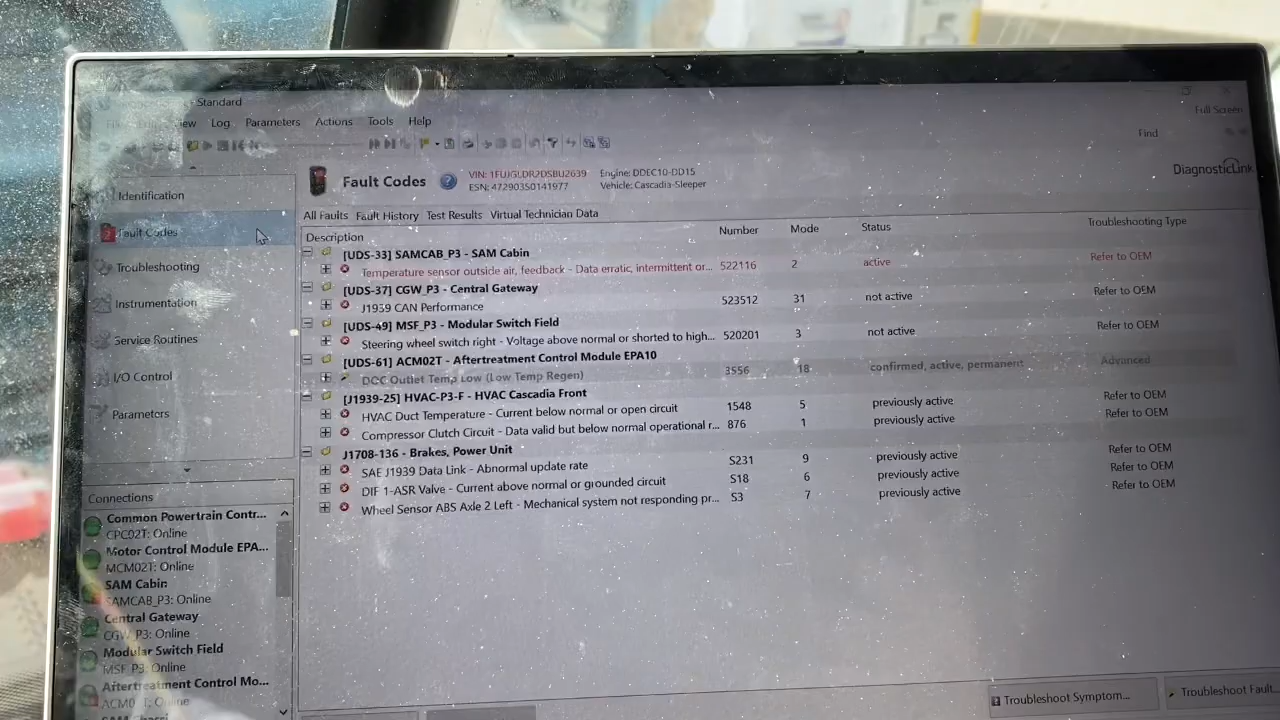 Standard
View Log Parameters Actions Tools Help
Full Screen
Find
DiagnosticLink
Identification
Fault Codes
Troubleshooting
Instrumentation
Service Routines
I/O Control
Parameters
Fault Codes
VIN: 1FUJGLDR2DSBU2639
ESN: 472903S0141977
Engine: DDEC10-DD15
Vehicle: Cascadia-Sleeper
All Faults Fault History Test Results Virtual Technician Data
Description Number Mode Status Troubleshooting Type
[UDS-33] SAMCAB_P3 - SAM Cabin
Temperature sensor outside air, feedback - Data erratic, intermittent or... 522116 2 active Refer to OEM
[UDS-37] CGW_P3 - Central Gateway
J1939 CAN Performance 523512 31 not active Refer to OEM
[UDS-49] MSF_P3 - Modular Switch Field
Steering wheel switch right - Voltage above normal or shorted to high... 520201 3 not active Refer to OEM
[UDS-61] ACM02T - Aftertreatment Control Module EPA10
DOC Outlet Temp Low (Low Temp Regen) 3556 18 confirmed, active, permanent Advanced
[J1939-25] HVAC-P3-F - HVAC Cascadia Front
HVAC Duct Temperature - Current below normal or open circuit 1548 5 previously active Refer to OEM
Compressor Clutch Circuit - Data valid but below normal operational r... 876 1 previously active Refer to OEM
J1708-136 - Brakes, Power Unit
SAE J1939 Data Link - Abnormal update rate S231 9 previously active Refer to OEM
DIF 1-ASR Valve - Current above normal or grounded circuit S18 6 previously active Refer to OEM
Wheel Sensor ABS Axle 2 Left - Mechanical system not responding pr... S3 7 previously active Refer to OEM
Connections
Common Powertrain Contr...
CPC02T: Online
Motor Control Module EPA...
MCM02T: Online
SAM Cabin
SAMCAB_P3: Online
Central Gateway
CGW_P3: Online
Modular Switch Field
MSF_P3: Online
Aftertreatment Control Mo...
ACM02T: Online
SAM Chassi
Troubleshoot Symptom...
Troubleshoot Fault...